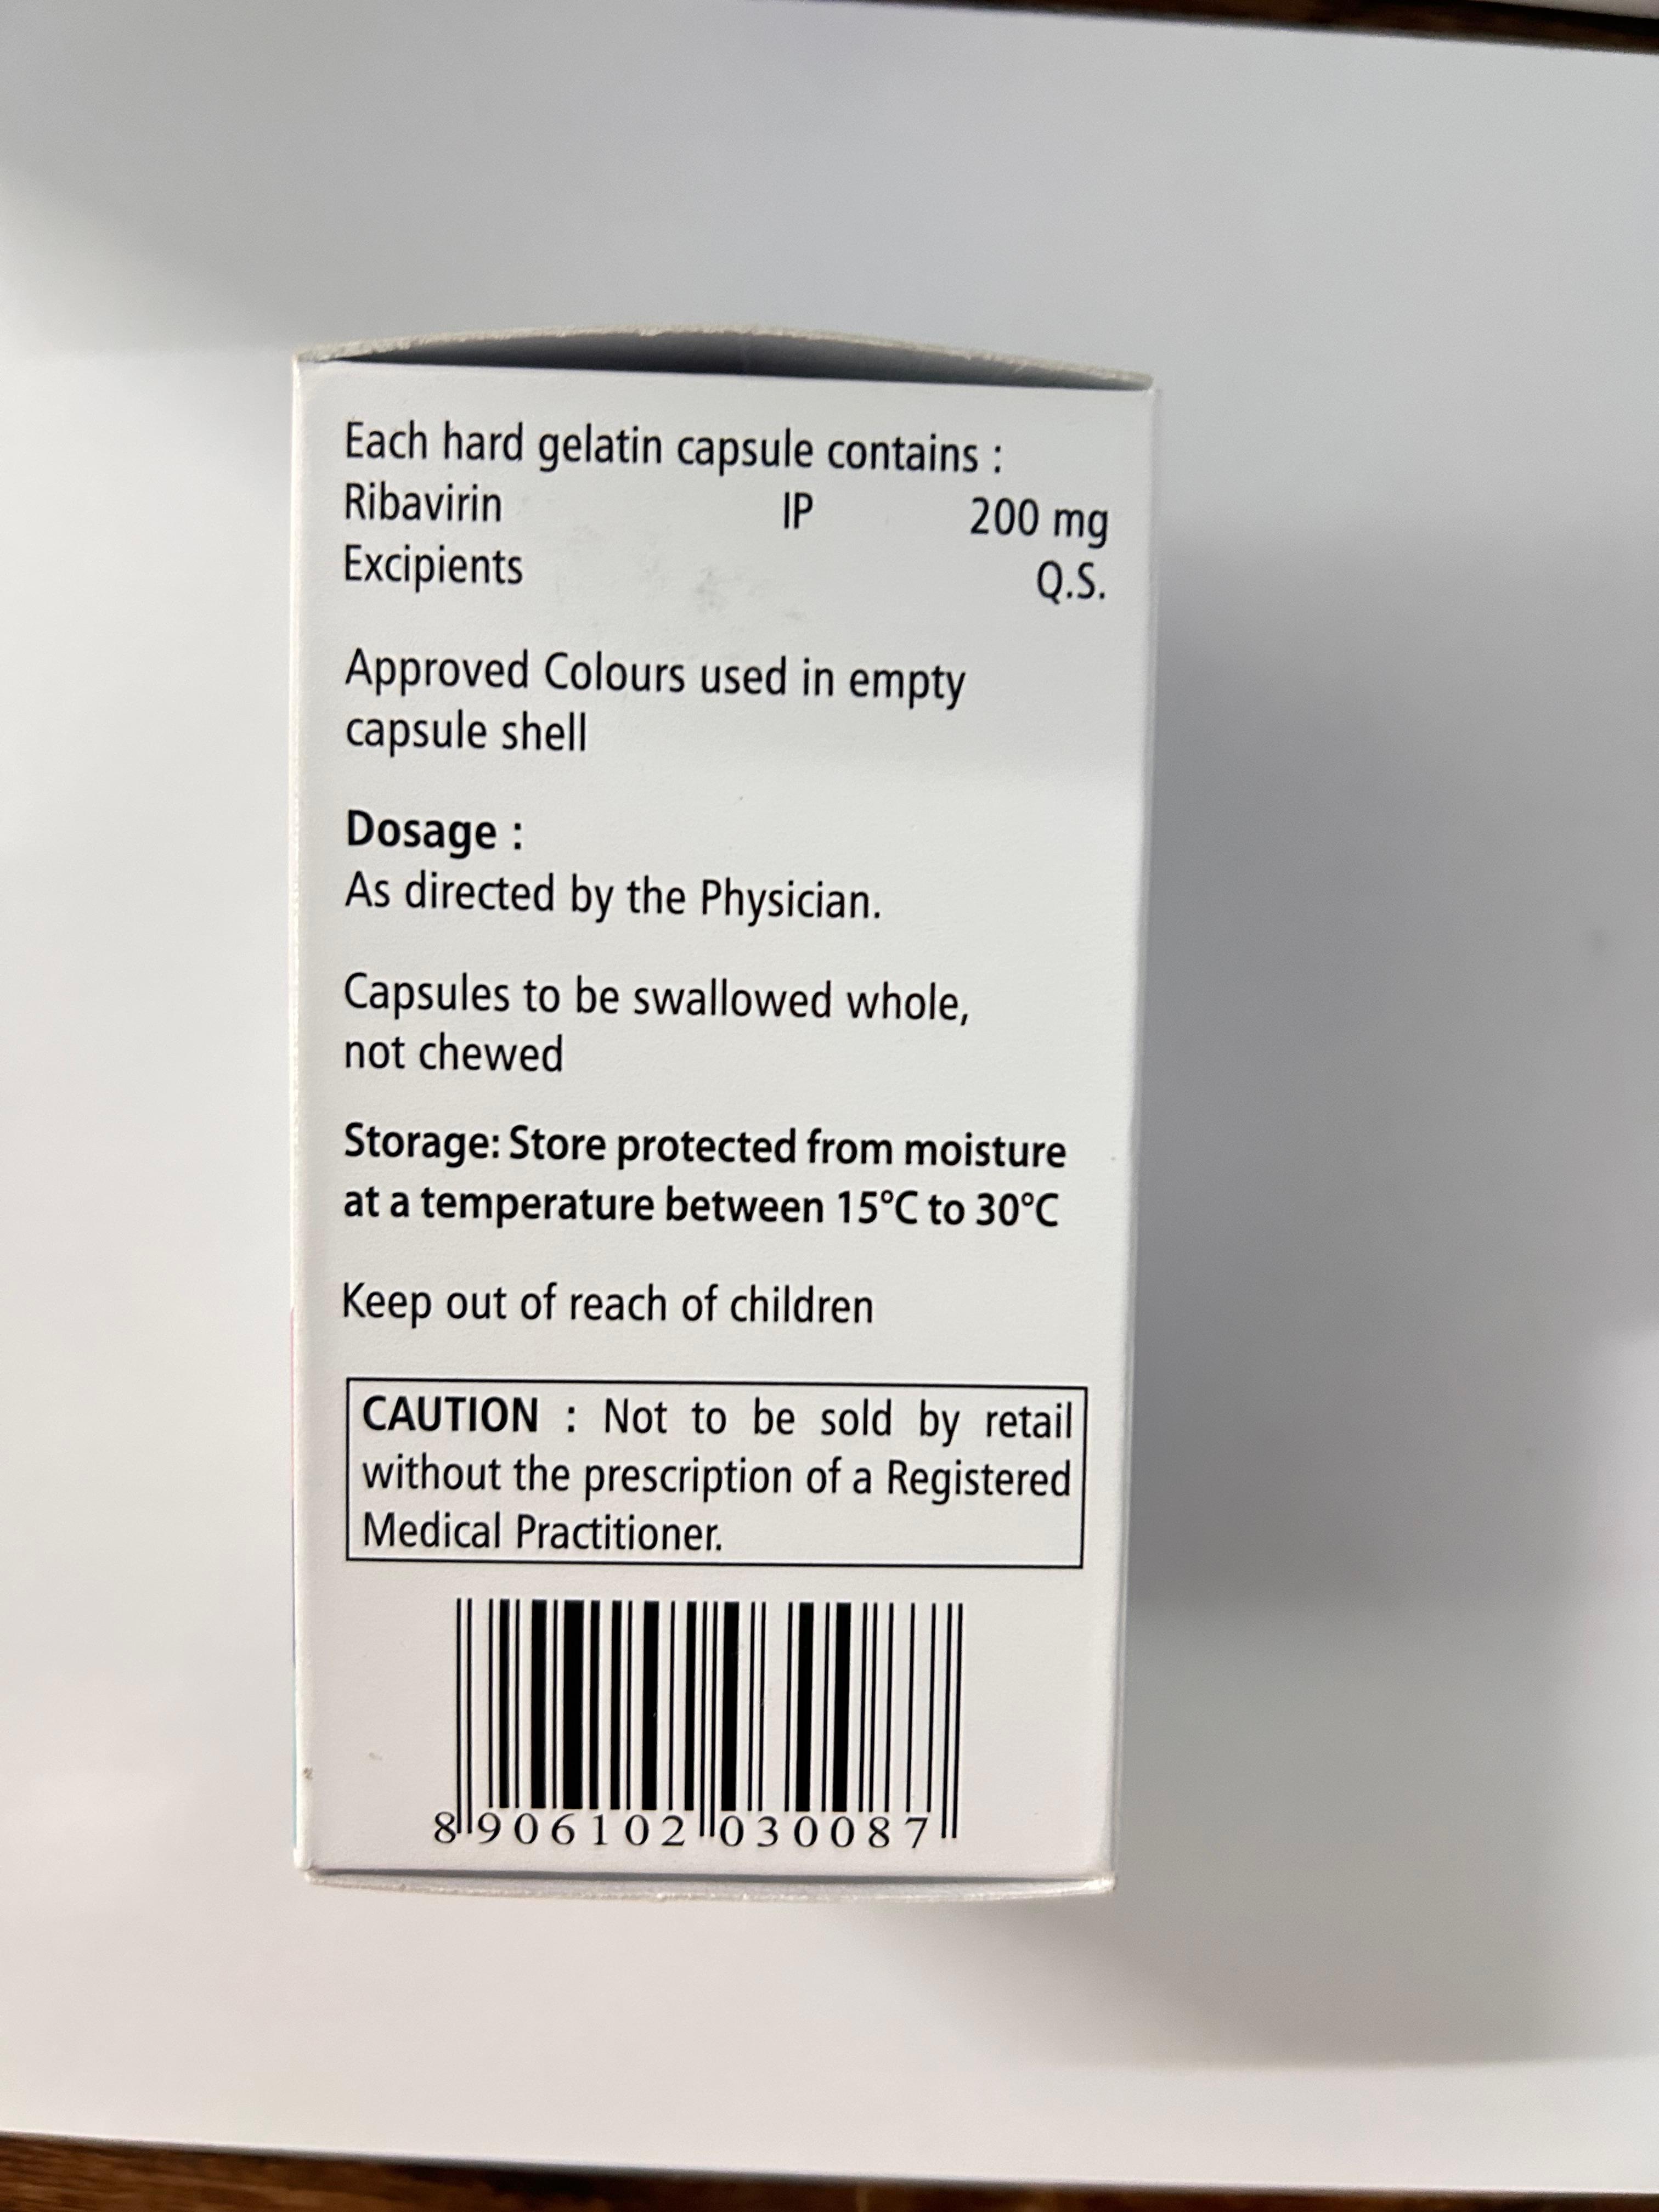 Each hard gelatin capsule contains :
Ribavirin IP 200 mg
Excipients Q.S.
Approved Colours used in empty
capsule shell
Dosage :
As directed by the Physician.
Capsules to be swallowed whole,
not chewed
Storage: Store protected from moisture
at a temperature between 15°C to 30°C
Keep out of reach of children
CAUTION : Not to be sold by retail
without the prescription of a Registered
Medical Practitioner.
8 906102 030087